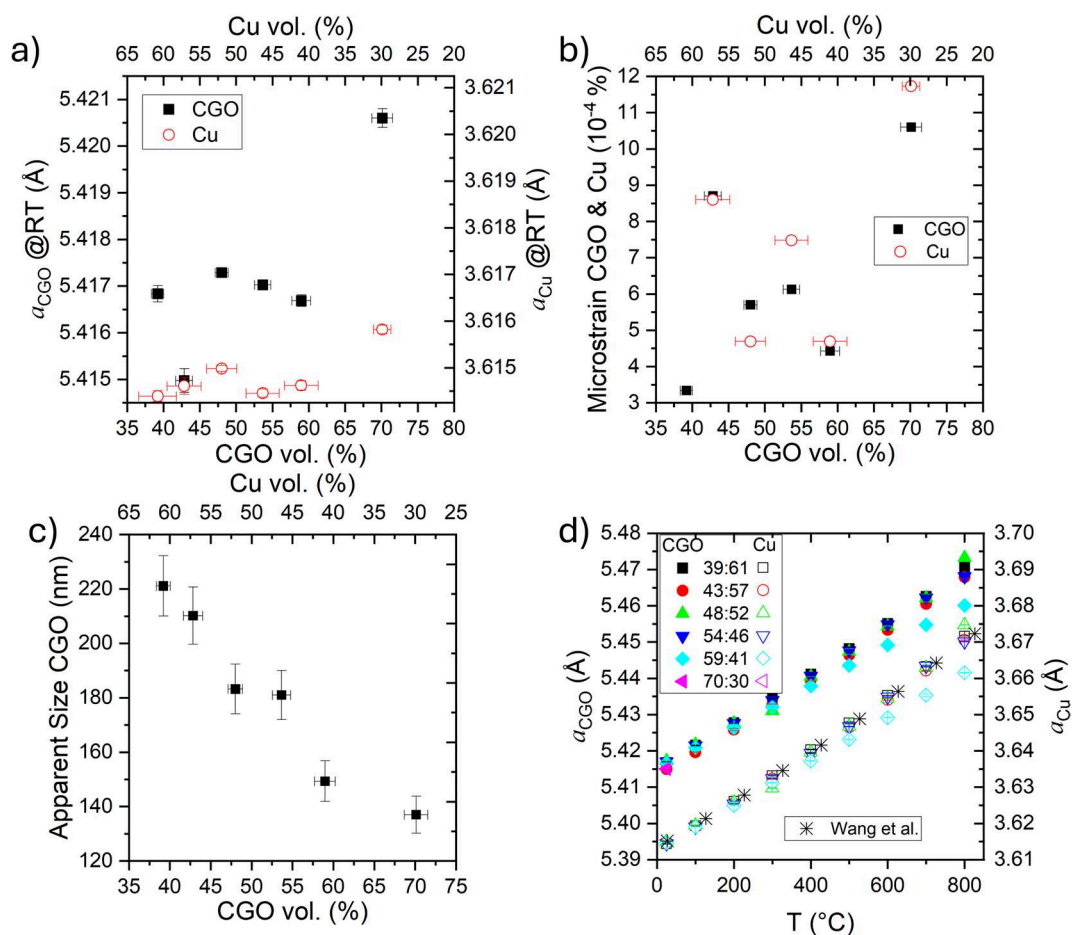 a)
Cu vol. (%)
65 60 55 50 45 40 35 30 25 20
CGO
Cu
a_CGO @RT (Å)
5.421
5.420
5.419
5.418
5.417
5.416
5.415
3.621
3.620
3.619
3.618
3.617
3.616
3.615
a_Cu @RT (Å)
35 40 45 50 55 60 65 70 75 80
CGO vol. (%)
b)
Cu vol. (%)
65 60 55 50 45 40 35 30 25 20
Microstrain CGO & Cu (10⁻⁴ %)
12
11
10
9
8
7
6
5
4
3
CGO
Cu
35 40 45 50 55 60 65 70 75 80
CGO vol. (%)
c)
Cu vol. (%)
65 60 55 50 45 40 35 30 25
Apparent Size CGO (nm)
240
220
200
180
160
140
120
35 40 45 50 55 60 65 70 75
CGO vol. (%)
d)
CGO Cu
39:61
43:57
48:52
54:46
59:41
70:30
a_CGO (Å)
5.48
5.47
5.46
5.45
5.44
5.43
5.42
5.41
5.40
5.39
3.70
3.69
3.68
3.67
3.66
3.65
3.64
3.63
3.62
3.61
a_Cu (Å)
Wang et al.
0 200 400 600 800
T (°C)